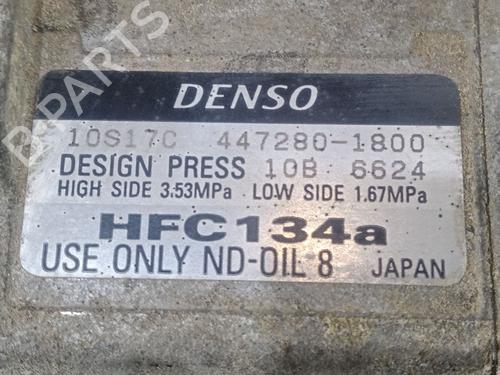 B-PARTS
DENSO
10S17C 447280-1800
DESIGN PRESS 10B 6624
HIGH SIDE 3.53MPa LOW SIDE 1.67MPa
HFC134a
USE ONLY ND-OIL 8 JAPAN